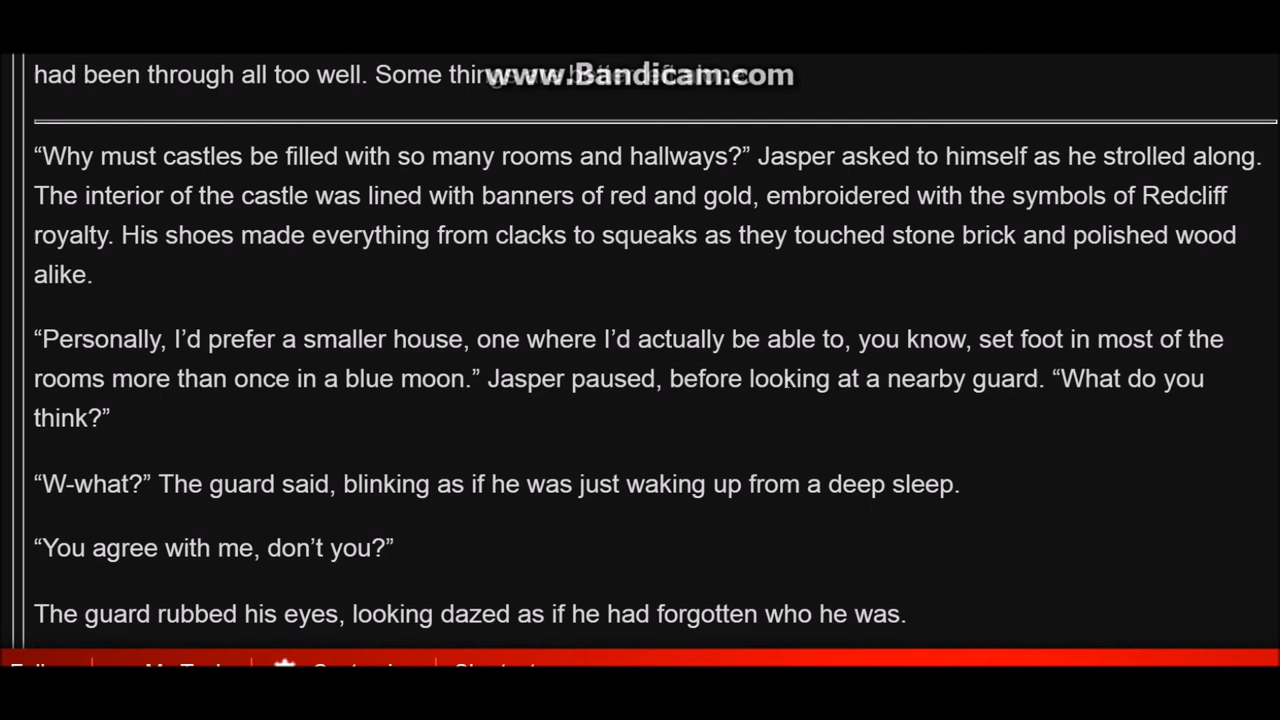 had been through all too well. Some
www.Bandicam.com
“Why must castles be filled with so many rooms and hallways?” Jasper asked to himself as he strolled along.
The interior of the castle was lined with banners of red and gold, embroidered with the symbols of Redcliff
royalty. His shoes made everything from clacks to squeaks as they touched stone brick and polished wood
alike.
“Personally, I’d prefer a smaller house, one where I’d actually be able to, you know, set foot in most of the
rooms more than once in a blue moon.” Jasper paused, before looking at a nearby guard. “What do you
think?”
“W-what?” The guard said, blinking as if he was just waking up from a deep sleep.
“You agree with me, don’t you?”
The guard rubbed his eyes, looking dazed as if he had forgotten who he was.